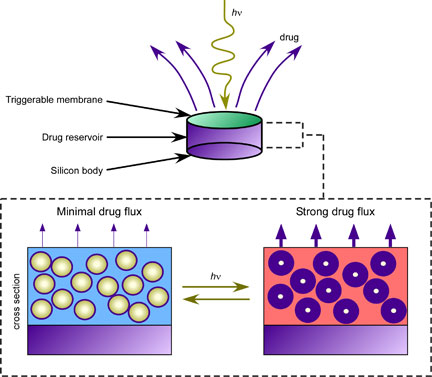 hν
drug
Triggerable membrane
Drug reservoir
Silicon body
Minimal drug flux
Strong drug flux
cross section
hν